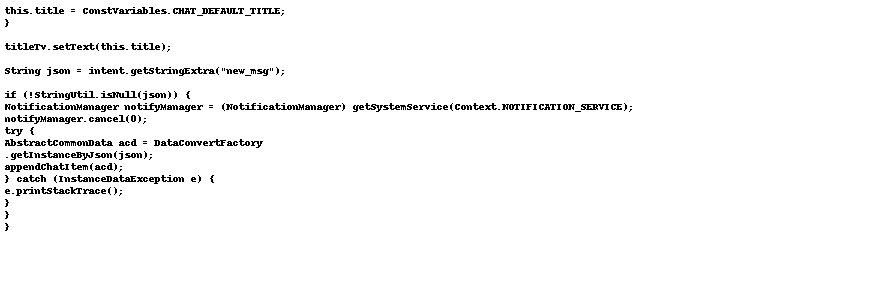 this.title = ConstVariables.CHAT_DEFAULT_TITLE;
}
titleTv.setText(this.title);
String json = intent.getStringExtra("new_msg");
if (!StringUtil.isNull(json)) {
NotificationManager notifyManager = (NotificationManager) getSystemService(Context.NOTIFICATION_SERVICE);
notifyManager.cancel(0);
try {
AbstractCommonData acd = DataConvertFactory
.getInstanceByJson(json);
appendChatItem(acd);
} catch (InstanceDataException e) {
e.printStackTrace();
}
}
}